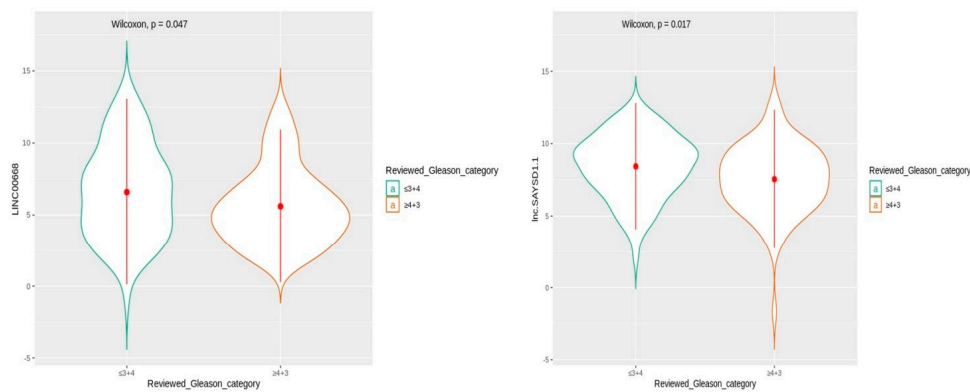 Wilcoxon, p = 0.047
15
10
5
0
-5
LINC00668
≤3+4
≥4+3
Reviewed_Gleason_category
Reviewed_Gleason_category
a ≤3+4
a ≥4+3
Wilcoxon, p = 0.017
15
10
5
0
-5
lnc.SAYSD1.1
≤3+4
≥4+3
Reviewed_Gleason_category
Reviewed_Gleason_category
a ≤3+4
a ≥4+3